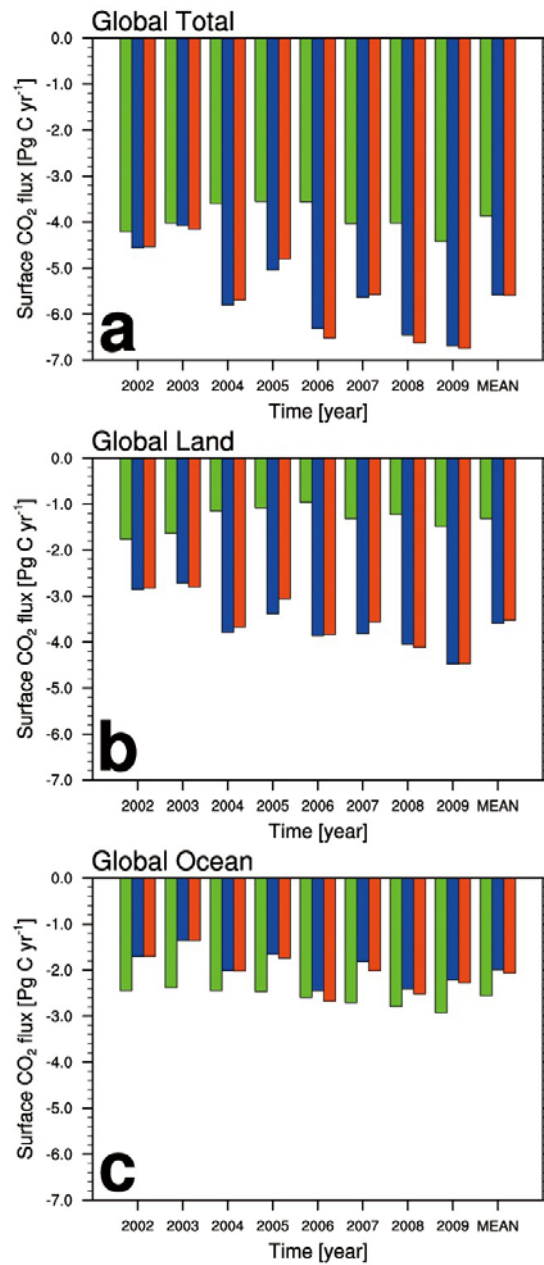 Global Total
Surface CO₂ flux [Pg C yr⁻¹]
0.0
-1.0
-2.0
-3.0
-4.0
-5.0
-6.0
-7.0
a
2002 2003 2004 2005 2006 2007 2008 2009 MEAN
Time [year]
Global Land
Surface CO₂ flux [Pg C yr⁻¹]
0.0
-1.0
-2.0
-3.0
-4.0
-5.0
-6.0
-7.0
b
2002 2003 2004 2005 2006 2007 2008 2009 MEAN
Time [year]
Global Ocean
Surface CO₂ flux [Pg C yr⁻¹]
0.0
-1.0
-2.0
-3.0
-4.0
-5.0
-6.0
-7.0
c
2002 2003 2004 2005 2006 2007 2008 2009 MEAN
Time [year]